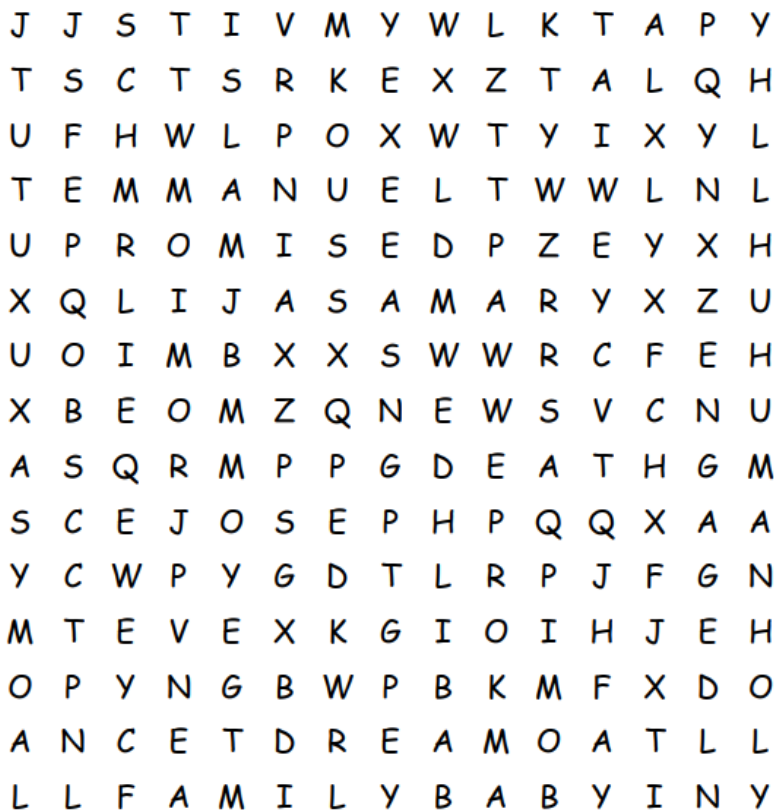 J J S T I V M Y W L K T A P Y
T S C T S R K E X Z T A L Q H
U F H W L P O X W T Y I X Y L
T E M M A N U E L T W W L N L
U P R O M I S E D P Z E Y X H
X Q L I J A S A M A R Y X Z U
U O I M B X X S W W R C F E H
X B E O M Z Q N E W S V C N U
A S Q R M P P G D E A T H G M
S C E J O S E P H P Q Q X A A
Y C W P Y G D T L R P J F G N
M T E V E X K G I O I H J E H
O P Y N G B W P B K M F X D O
A N C E T D R E A M O A T L L
L L F A M I L Y B A B Y I N Y